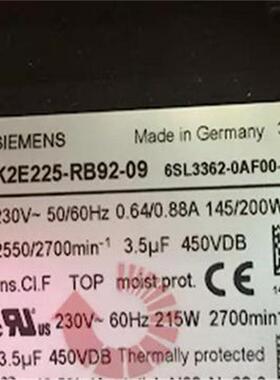 SIEMENS Made in Germany
K2E225-RB92-09 6SL3362-0AF00-
230V~ 50/60Hz 0.64/0.88A 145/200W
2550/2700min⁻¹ 3.5µF 450VDB
ns.Cl.F TOP moist.prot. CE
US 230V~ 60Hz 215W 2700min⁻¹
3.5µF 450VDB Thermally protected